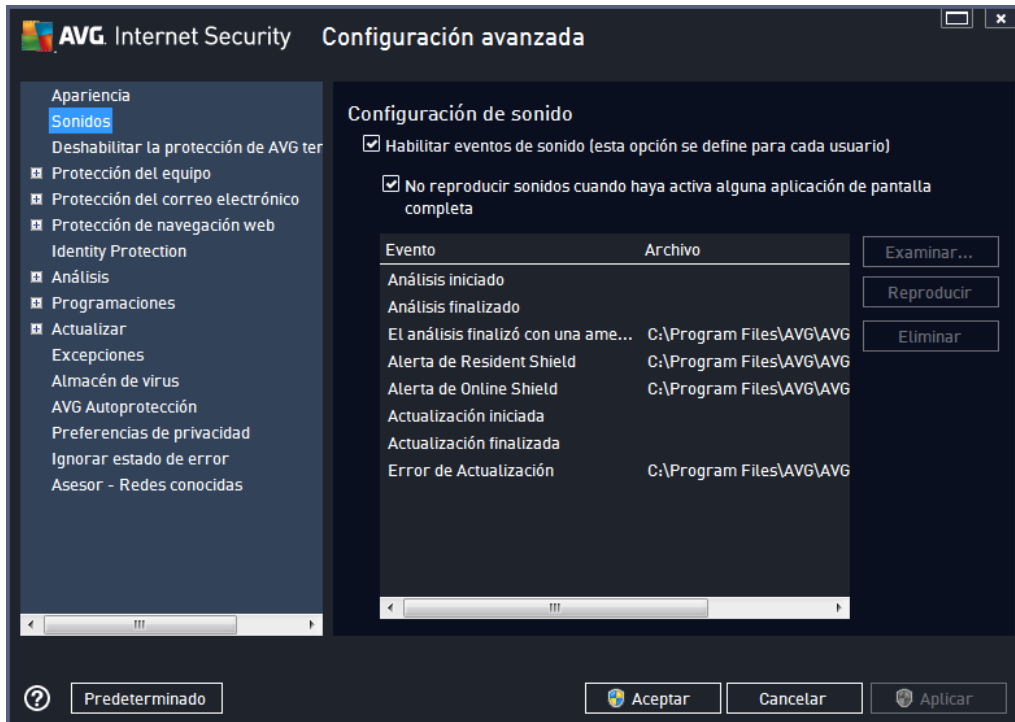 AVG. Internet Security Configuración avanzada
Apariencia
Sonidos
Deshabilitar la protección de AVG ter
Protección del equipo
Protección del correo electrónico
Protección de navegación web
Identity Protection
Análisis
Programaciones
Actualizar
Excepciones
Almacén de virus
AVG Autoprotección
Preferencias de privacidad
Ignorar estado de error
Asesor - Redes conocidas
Configuración de sonido
Habilitar eventos de sonido (esta opción se define para cada usuario)
No reproducir sonidos cuando haya activa alguna aplicación de pantalla
completa
Evento Archivo
Análisis iniciado
Análisis finalizado
El análisis finalizó con una ame... C:\Program Files\AVG\AVG
Alerta de Resident Shield C:\Program Files\AVG\AVG
Alerta de Online Shield C:\Program Files\AVG\AVG
Actualización iniciada
Actualización finalizada
Error de Actualización C:\Program Files\AVG\AVG
Examinar...
Reproducir
Eliminar
Predeterminado
Aceptar
Cancelar
Aplicar